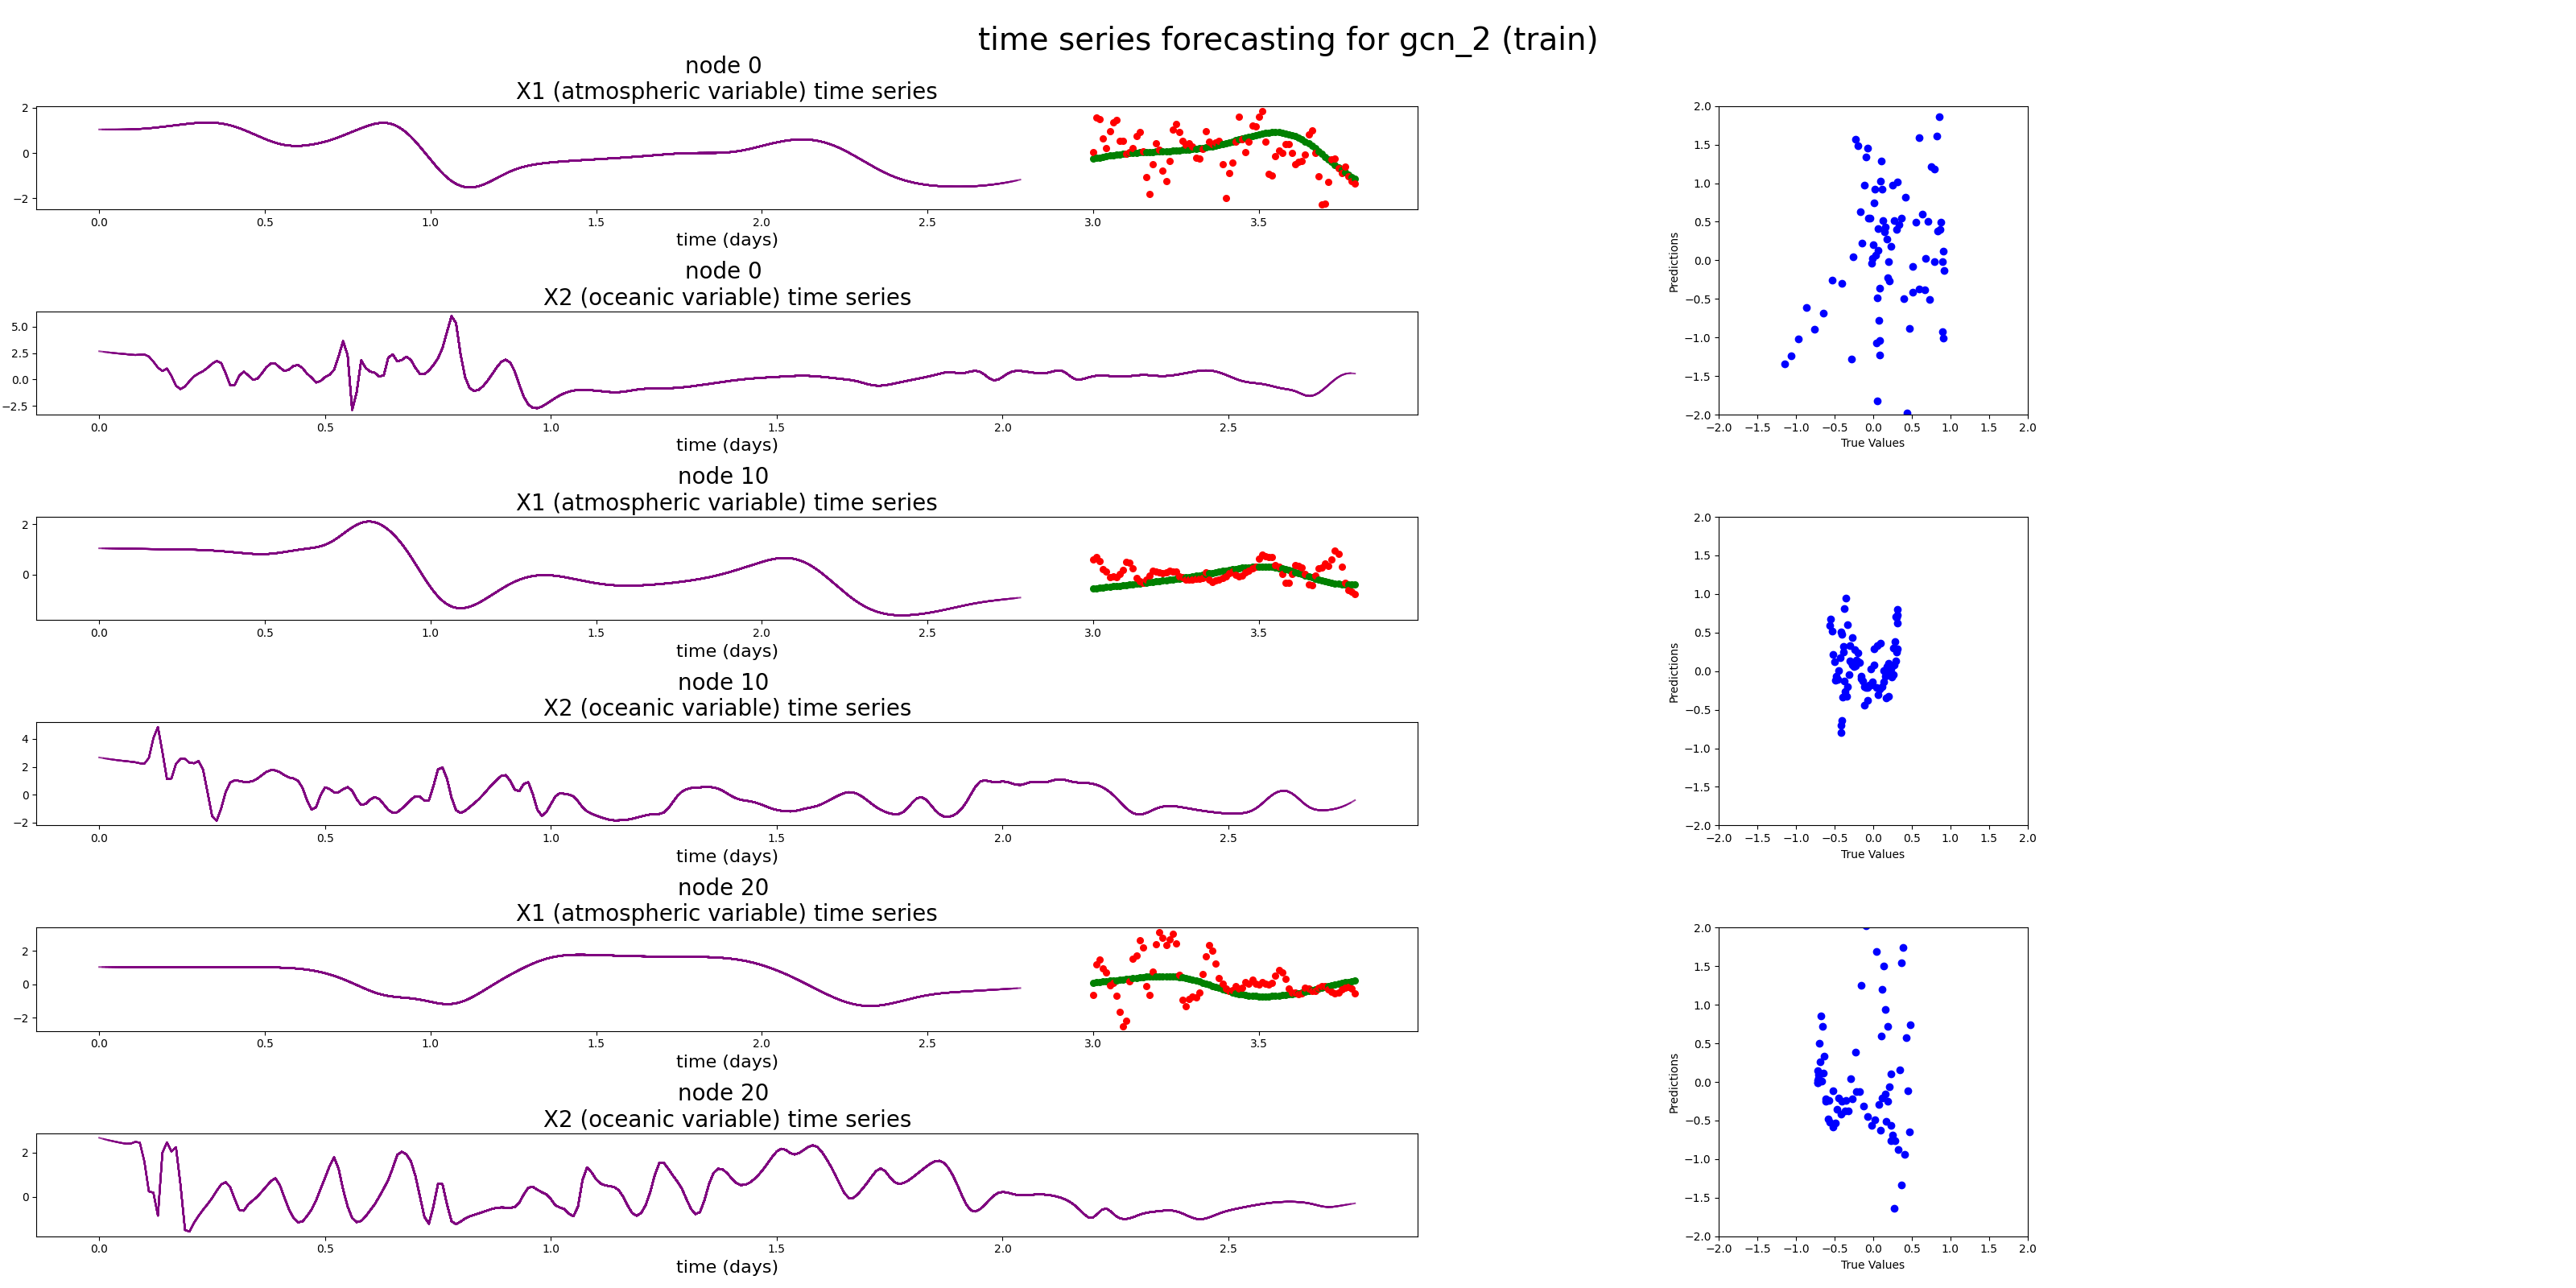 time series forecasting for gcn_2 (train)
node 0
X1 (atmospheric variable) time series
2
0
−2
0.0 0.5 1.0 1.5 2.0 2.5 3.0 3.5
time (days)
2.0
1.5
1.0
0.5
0.0
−0.5
−1.0
−1.5
−2.0
Predictions
−2.0 −1.5 −1.0 −0.5 0.0 0.5 1.0 1.5 2.0
True Values
node 0
X2 (oceanic variable) time series
5.0
2.5
0.0
−2.5
0.0 0.5 1.0 1.5 2.0 2.5
time (days)
node 10
X1 (atmospheric variable) time series
2
0
0.0 0.5 1.0 1.5 2.0 2.5 3.0 3.5
time (days)
2.0
1.5
1.0
0.5
0.0
−0.5
−1.0
−1.5
−2.0
Predictions
−2.0 −1.5 −1.0 −0.5 0.0 0.5 1.0 1.5 2.0
True Values
node 10
X2 (oceanic variable) time series
4
2
0
−2
0.0 0.5 1.0 1.5 2.0 2.5
time (days)
node 20
X1 (atmospheric variable) time series
2
0
−2
0.0 0.5 1.0 1.5 2.0 2.5 3.0 3.5
time (days)
2.0
1.5
1.0
0.5
0.0
−0.5
−1.0
−1.5
−2.0
Predictions
−2.0 −1.5 −1.0 −0.5 0.0 0.5 1.0 1.5 2.0
True Values
node 20
X2 (oceanic variable) time series
2
0
0.0 0.5 1.0 1.5 2.0 2.5
time (days)